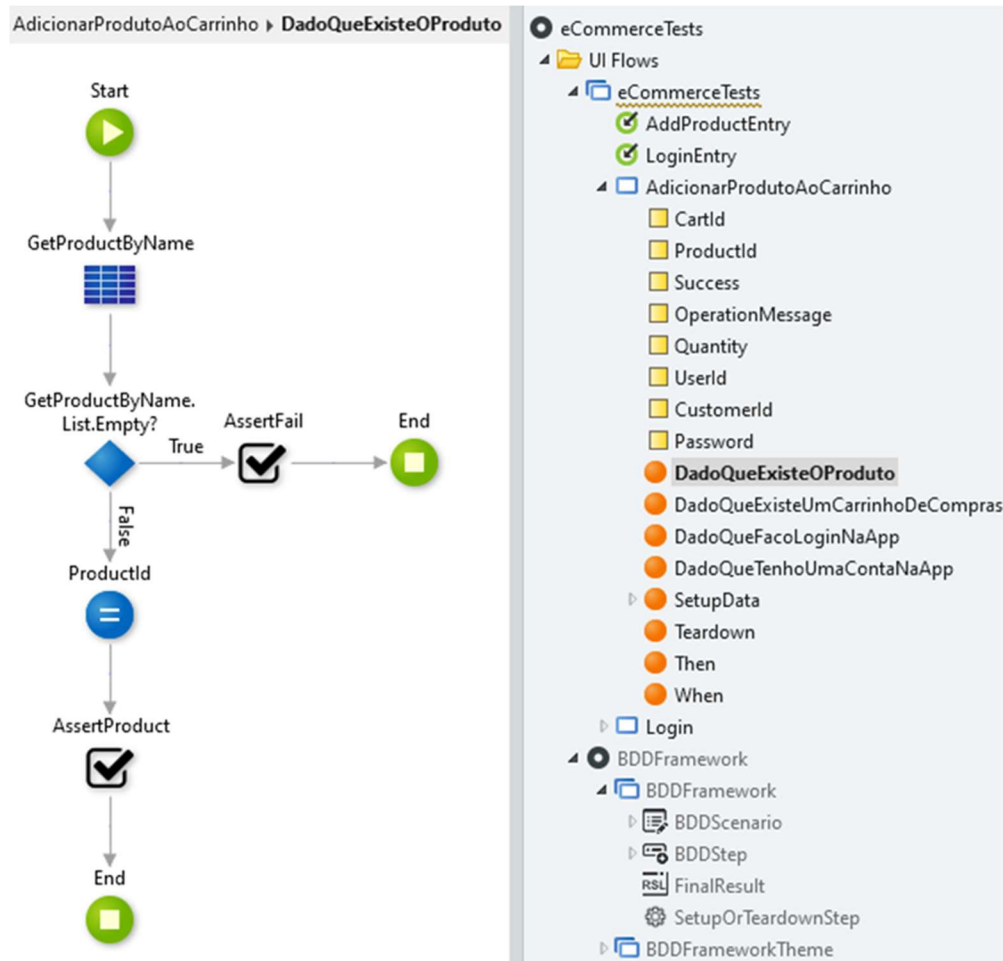 AdicionarProdutoAoCarrinho ▸ DadoQueExisteOProduto
Start
GetProductByName
GetProductByName.
List.Empty?
True
AssertFail
End
False
ProductId
AssertProduct
End
eCommerceTests
UI Flows
eCommerceTests
AddProductEntry
LoginEntry
AdicionarProdutoAoCarrinho
CartId
ProductId
Success
OperationMessage
Quantity
UserId
CustomerId
Password
DadoQueExisteOProduto
DadoQueExisteUmCarrinhoDeCompras
DadoQueFacoLoginNaApp
DadoQueTenhoUmaContaNaApp
SetupData
Teardown
Then
When
Login
BDDFramework
BDDFramework
BDDScenario
BDDStep
RSL FinalResult
SetupOrTeardownStep
BDDFrameworkTheme